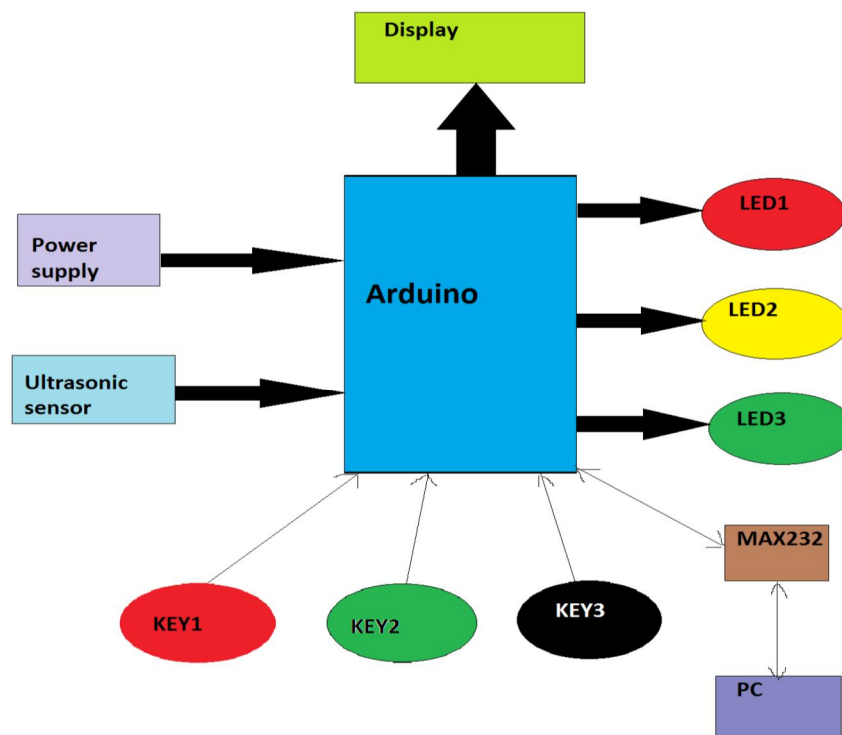 Display
LED1
Power
supply
Arduino
LED2
Ultrasonic
sensor
LED3
MAX232
KEY1
KEY2
KEY3
PC